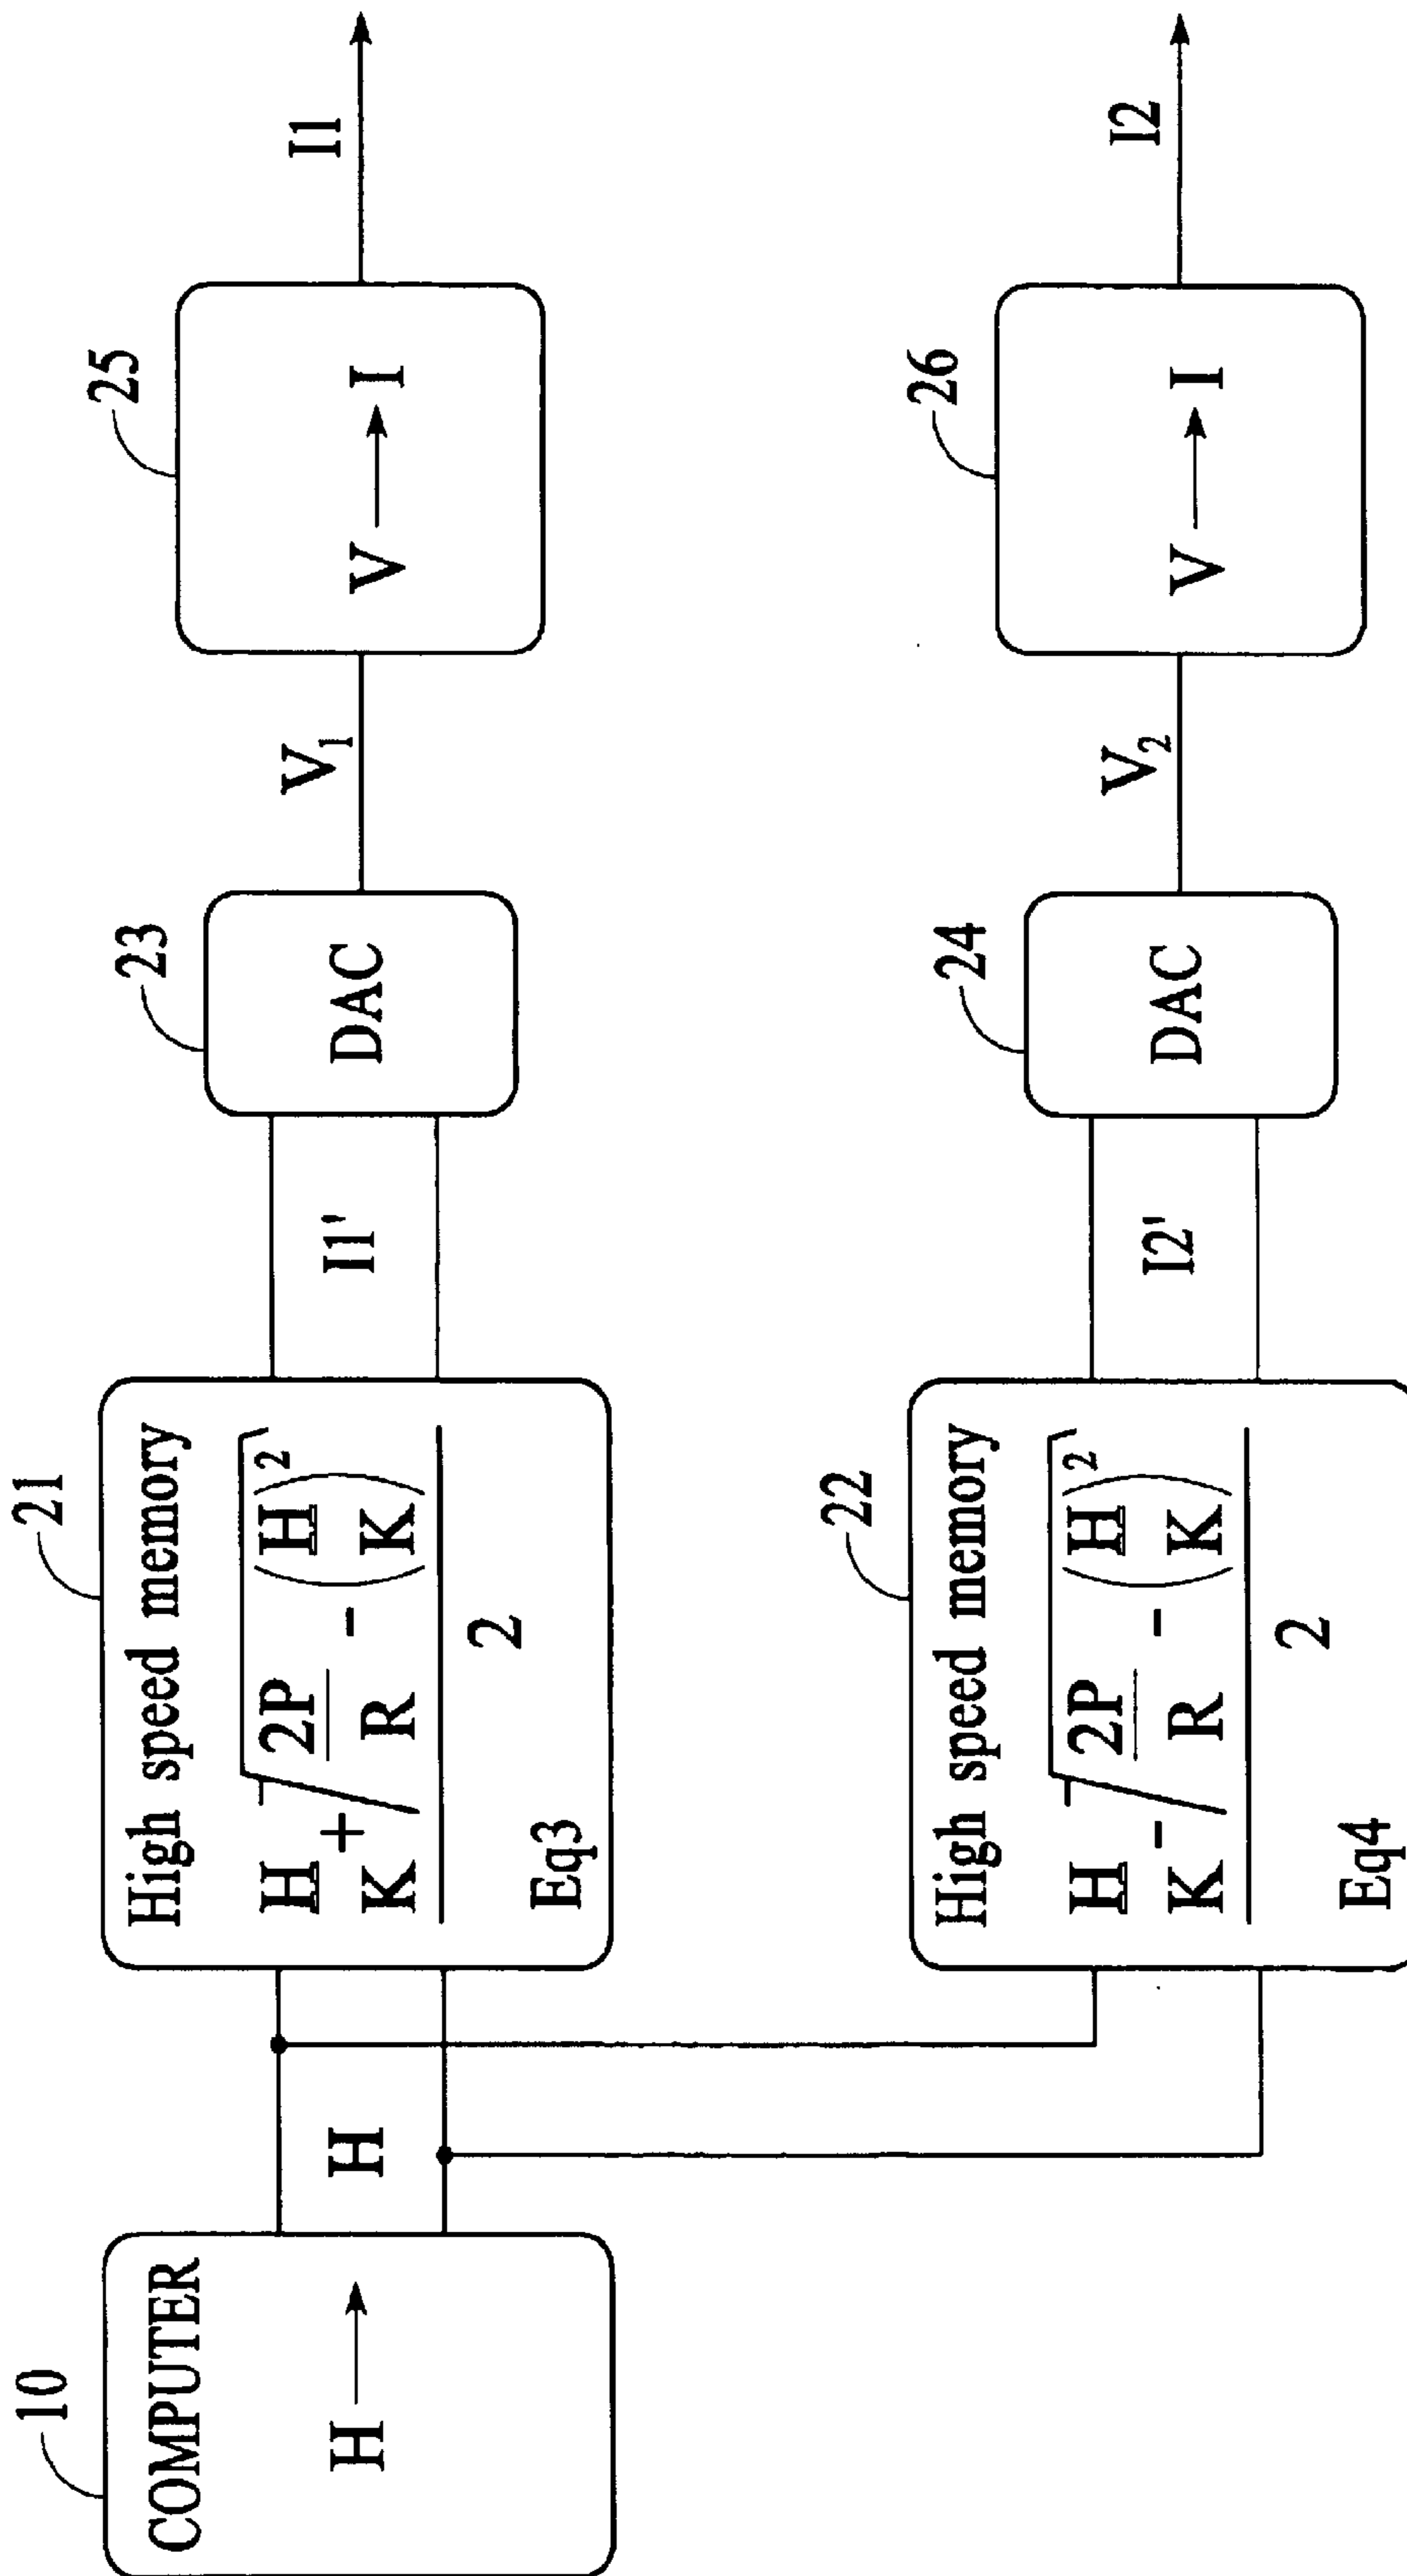 10
COMPUTER
H → H
H
21
High speed memory
H/K + √(2P/R - (H/K)²)
2
Eq3
I1'
23
DAC
V₁
25
V → I
I1
22
High speed memory
H/K - √(2P/R - (H/K)²)
2
Eq4
I2'
24
DAC
V₂
26
V → I
I2